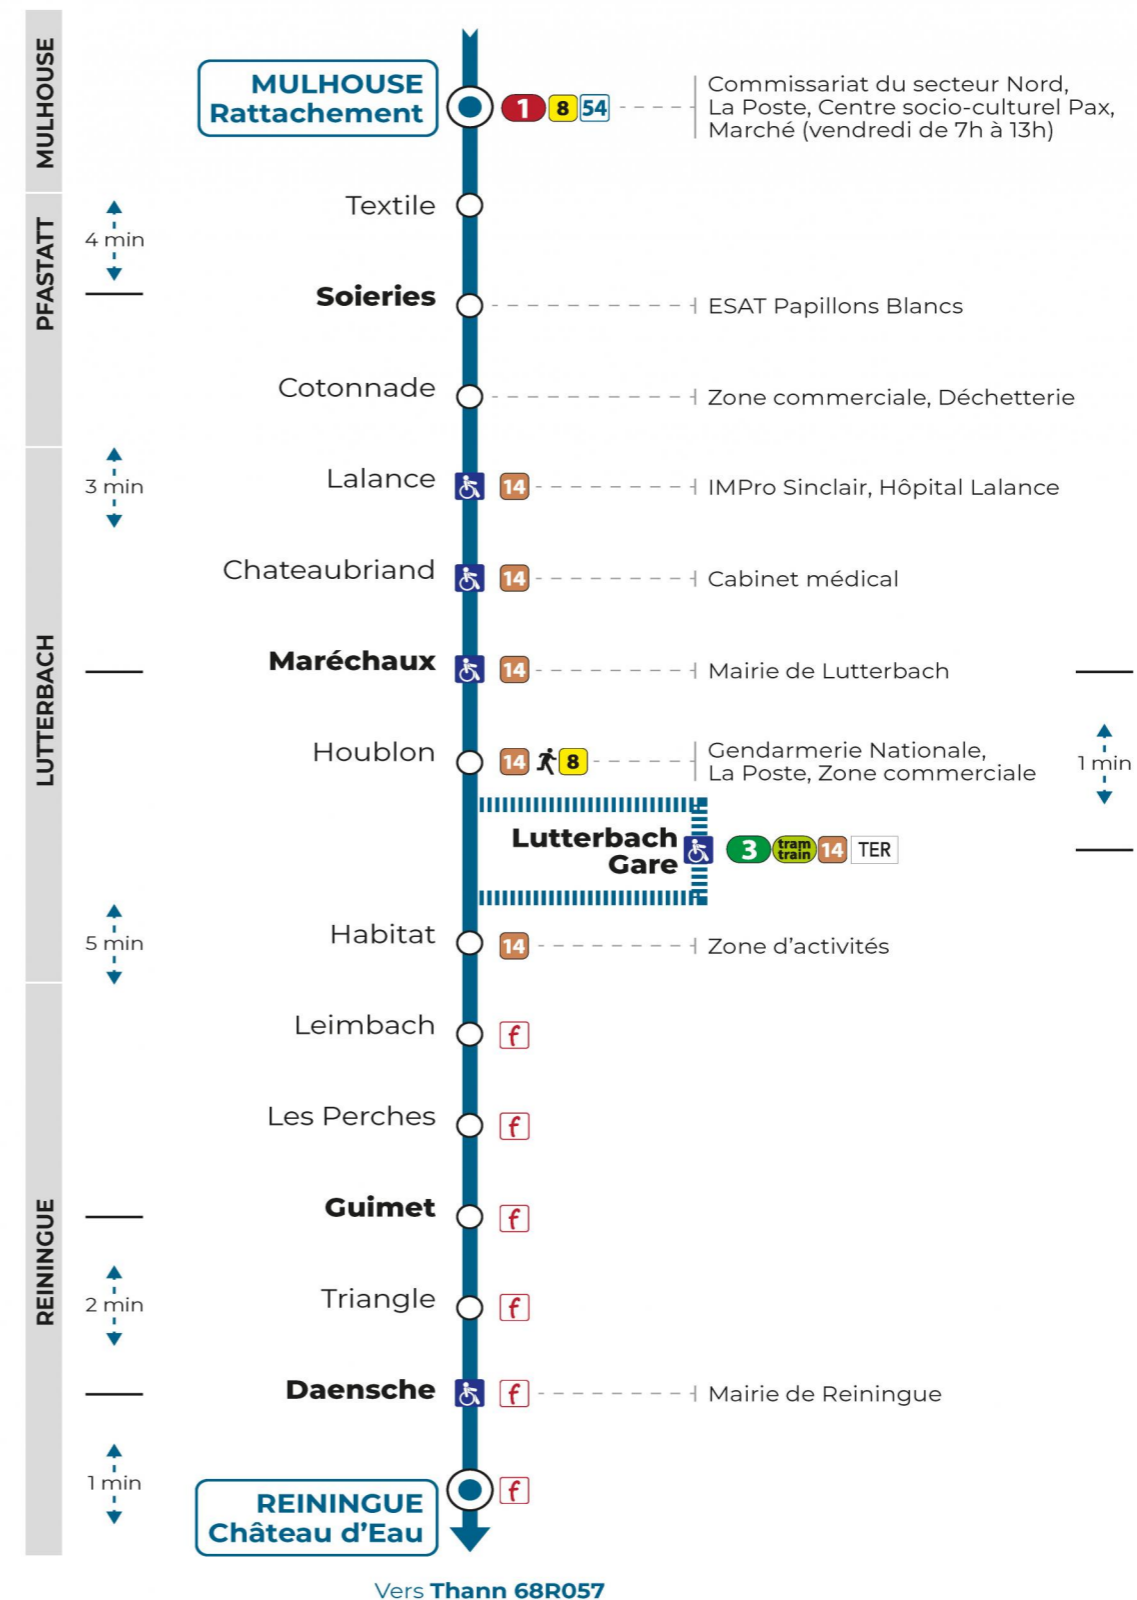 MULHOUSE
MULHOUSE
Rattachement
1 8 54
Commissariat du secteur Nord,
La Poste, Centre socio-culturel Pax,
Marché (vendredi de 7h à 13h)
PFASTATT
Textile
4 min
Soieries
ESAT Papillons Blancs
Cotonnade
Zone commerciale, Déchetterie
LUTTERBACH
3 min
Lalance
14
IMPro Sinclair, Hôpital Lalance
Chateaubriand
14
Cabinet médical
Maréchaux
14
Mairie de Lutterbach
Houblon
14 8
Gendarmerie Nationale,
La Poste, Zone commerciale
1 min
Lutterbach
Gare
3 tram
train 14 TER
5 min
Habitat
14
Zone d'activités
REININGUE
Leimbach
f
Les Perches
f
Guimet
f
2 min
Triangle
f
Daensche
f
Mairie de Reiningue
1 min
REININGUE
Château d'Eau
f
Vers Thann 68R057